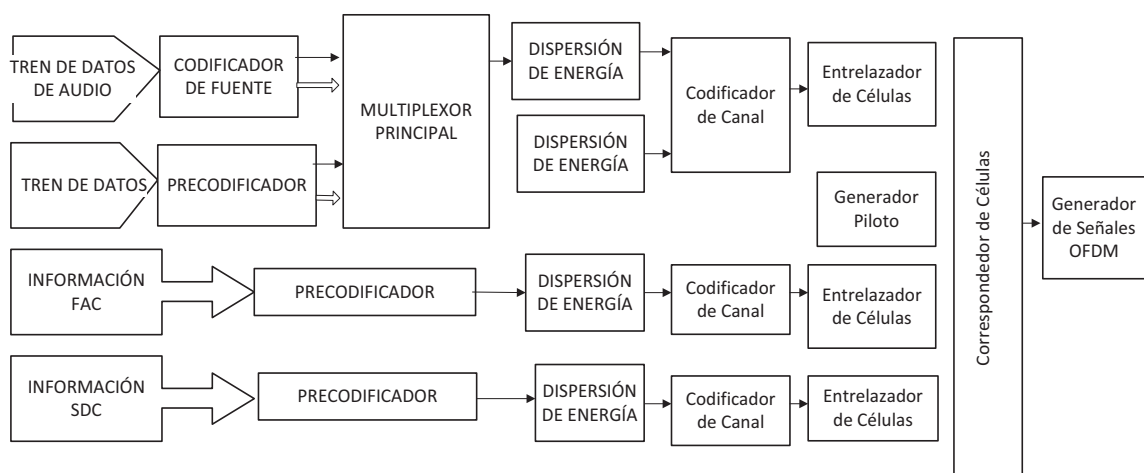 TREN DE DATOS
DE AUDIO
CODIFICADOR
DE FUENTE
MULTIPLEXOR
PRINCIPAL
DISPERSIÓN
DE ENERGÍA
Codificador
de Canal
Entrelazador
de Células
TREN DE DATOS
PRECODIFICADOR
DISPERSIÓN
DE ENERGÍA
Generador
Piloto
Correspondedor de Células
Generador
de Señales
OFDM
INFORMACIÓN
FAC
PRECODIFICADOR
DISPERSIÓN
DE ENERGÍA
Codificador
de Canal
Entrelazador
de Células
INFORMACIÓN
SDC
PRECODIFICADOR
DISPERSIÓN
DE ENERGÍA
Codificador
de Canal
Entrelazador
de Células